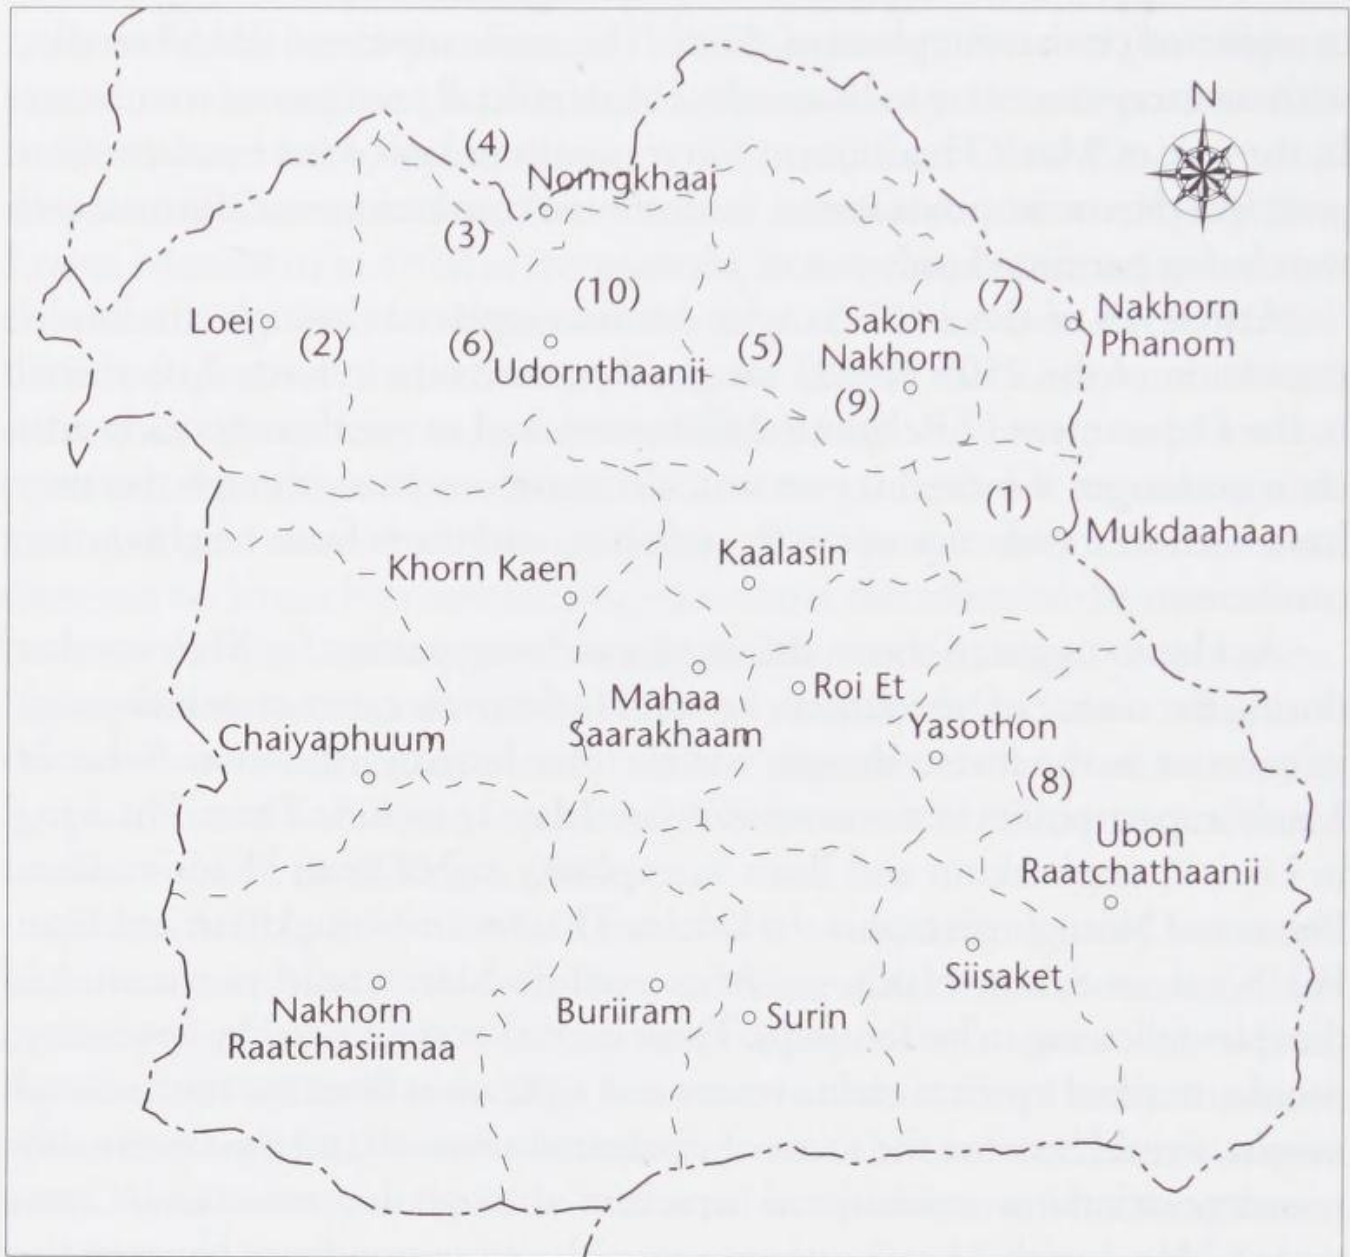 N
(4)
Norngkhaai
(3)
(10)
(7)
Nakhorn
Phanom
Loei
(2)
(6)
Udornthaanii
(5)
Sakon
Nakhorn
(9)
(1)
Mukdaahaan
Khorn Kaen
Kaalasin
Mahaa
Saarakhaam
Roi Et
Chaiyaphuum
Yasothon
(8)
Ubon
Raatchathaanii
Siisaket
Nakhorn
Raatchasiimaa
Buriiram
Surin